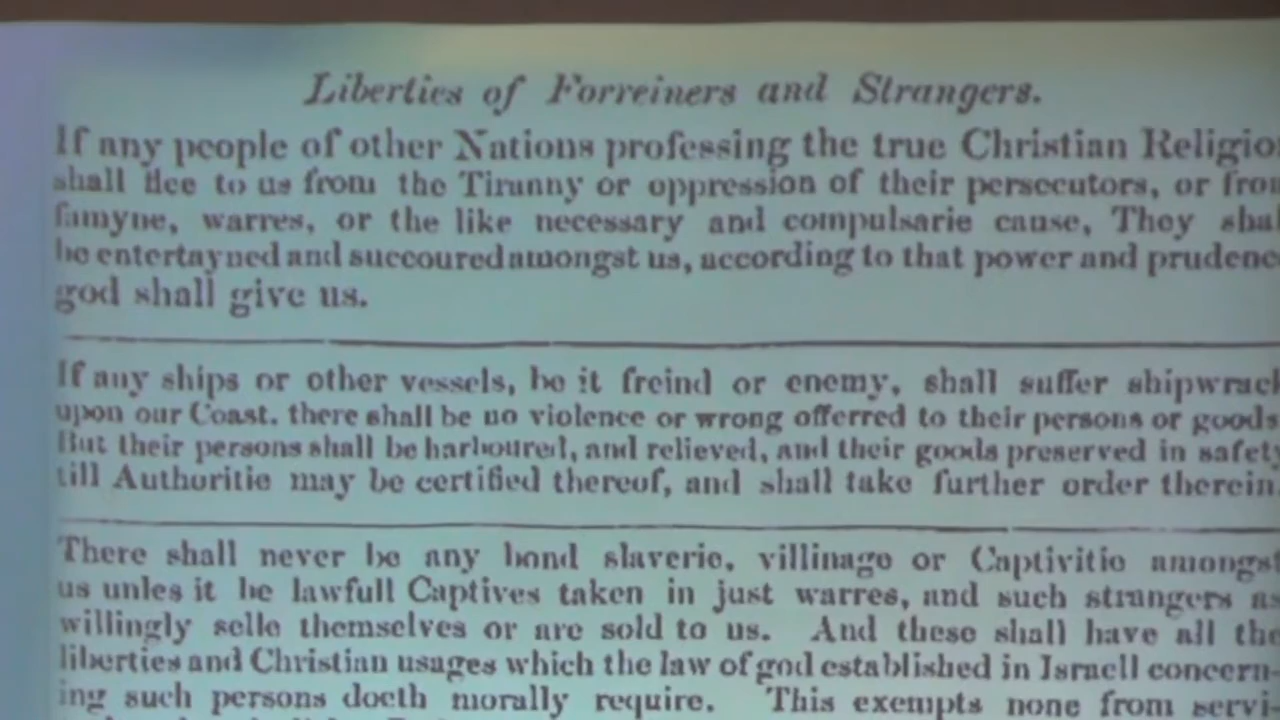 Liberties of Forreiners and Strangers.
If any people of other Nations professing the true Christian Religio
shall flee to us from the Tiranny or oppression of their persecutors, or fro
famyne, warres, or the like necessary and compulsarie cause, They sha
be entertayned and succoured amongst us, according to that power and prudenc
god shall give us.
If any ships or other vessels, be it freind or enemy, shall suffer shipwrac
upon our Coast, there shall be no violence or wrong offerred to their persons or goods
But their persons shall be harboured, and relieved, and their goods preserved in safety
till Authoritie may be certified thereof, and shall take further order therein.
There shall never be any bond slaverie, villinage or Captivitie amongst
us unles it be lawfull Captives taken in just warres, and such strangers as
willingly selle themselves or are sold to us. And these shall have all the
liberties and Christian usages which the law of god established in Israell concern-
ing such persons doeth morally require. This exempts none from servi-